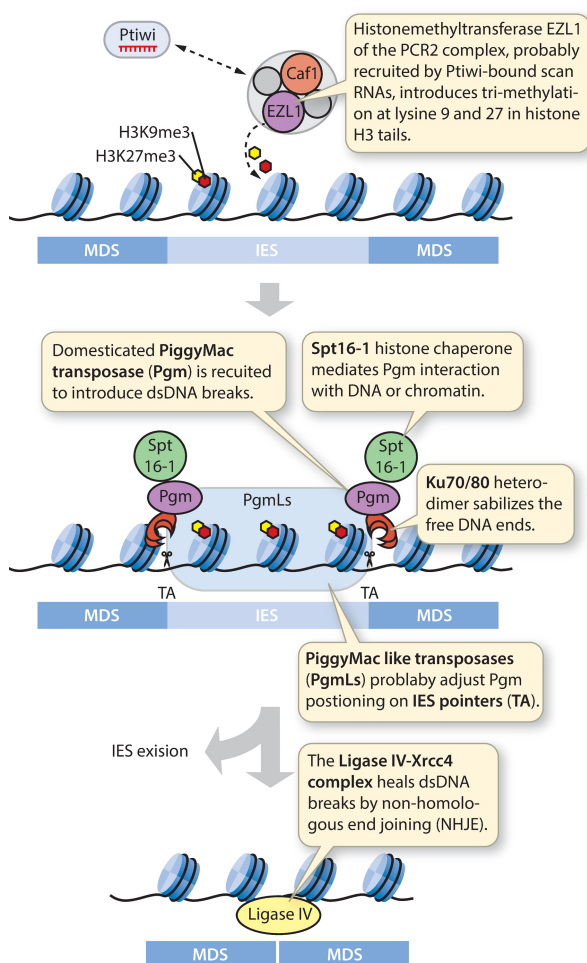 Ptiwi
Caf1
EZL1
Histonemethyltransferase EZL1
of the PCR2 complex, probably
recruited by Ptiwi-bound scan
RNAs, introduces tri-methylati-
on at lysine 9 and 27 in histone
H3 tails.
H3K9me3
H3K27me3
MDS
IES
MDS
Domesticated PiggyMac
transposase (Pgm) is recuited
to introduce dsDNA breaks.
Spt16-1 histone chaperone
mediates Pgm interaction
with DNA or chromatin.
Spt
16-1
Spt
16-1
Pgm
PgmLs
Pgm
Ku70/80 hetero-
dimer sabilizes the
free DNA ends.
TA
TA
MDS
IES
MDS
PiggyMac like transposases
(PgmLs) problaby adjust Pgm
postioning on IES pointers (TA).
IES exision
The Ligase IV-Xrcc4
complex heals dsDNA
breaks by non-homolo-
gous end joining (NHJE).
Ligase IV
MDS
MDS